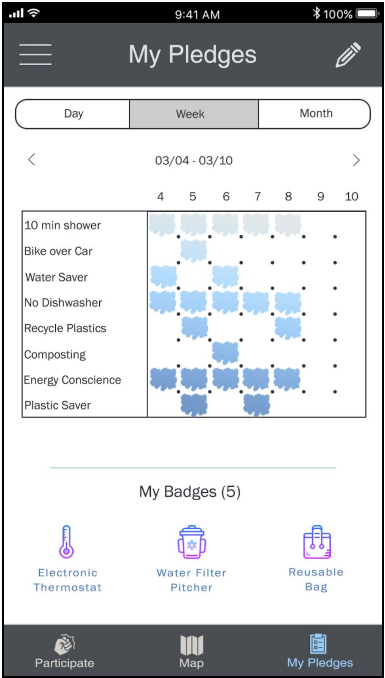 9:41 AM
100%
My Pledges
Day
Week
Month
03/04 - 03/10
4 5 6 7 8 9 10
10 min shower
Bike over Car
Water Saver
No Dishwasher
Recycle Plastics
Composting
Energy Conscience
Plastic Saver
My Badges (5)
Electronic
Thermostat
Water Filter
Pitcher
Reusable
Bag
Participate
Map
My Pledges